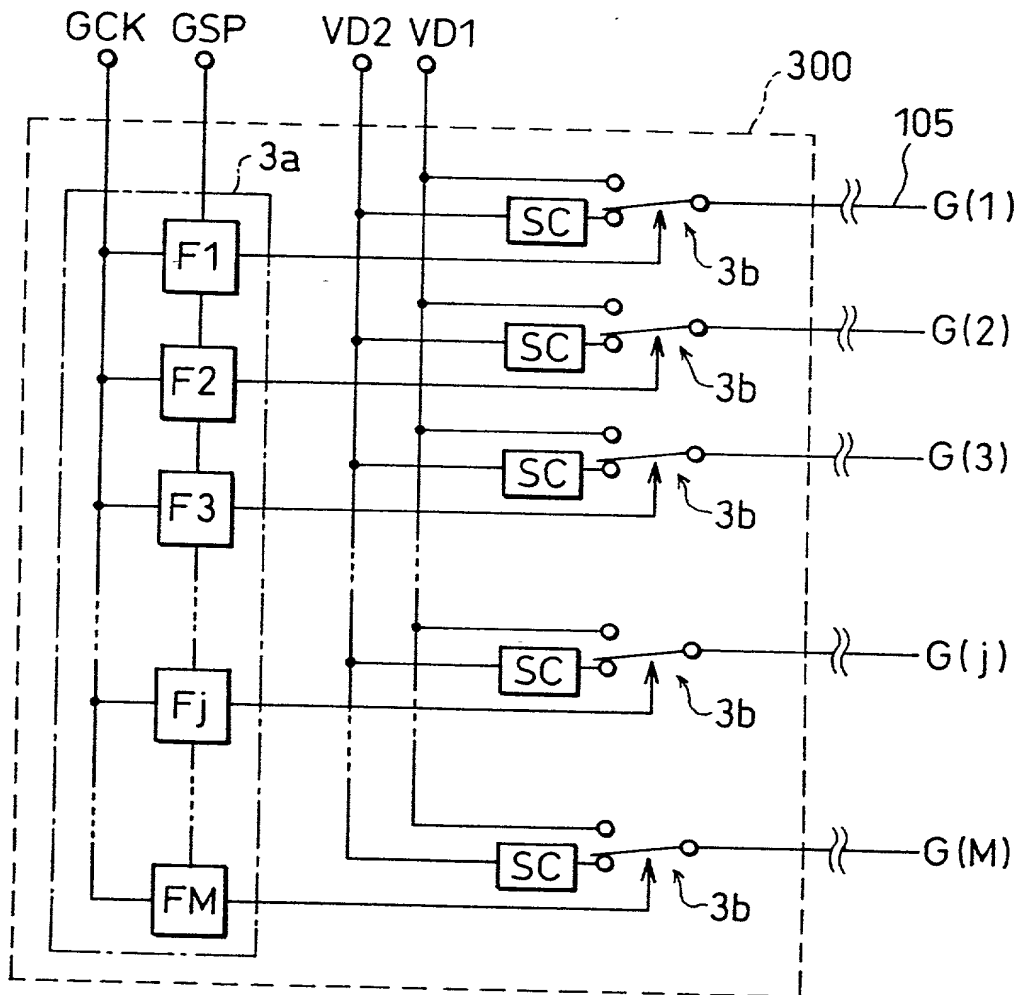 GCK GSP VD2 VD1
300
105
3a
SC
G(1)
F1
3b
SC
G(2)
F2
3b
SC
G(3)
F3
3b
SC
G(j)
Fj
3b
SC
G(M)
FM
3b